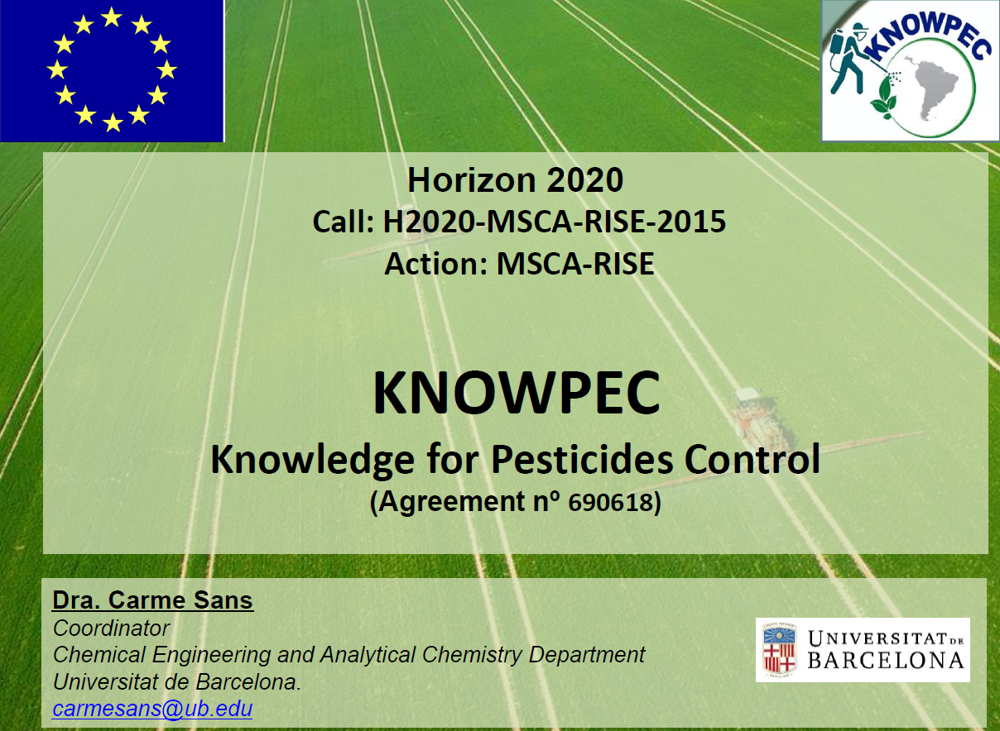 KNOWPEC
Horizon 2020
Call: H2020-MSCA-RISE-2015
Action: MSCA-RISE
KNOWPEC
Knowledge for Pesticides Control
(Agreement nº 690618)
Dra. Carme Sans
Coordinator
Chemical Engineering and Analytical Chemistry Department
Universitat de Barcelona.
carmesans@ub.edu
UNIVERSITAT DE
BARCELONA